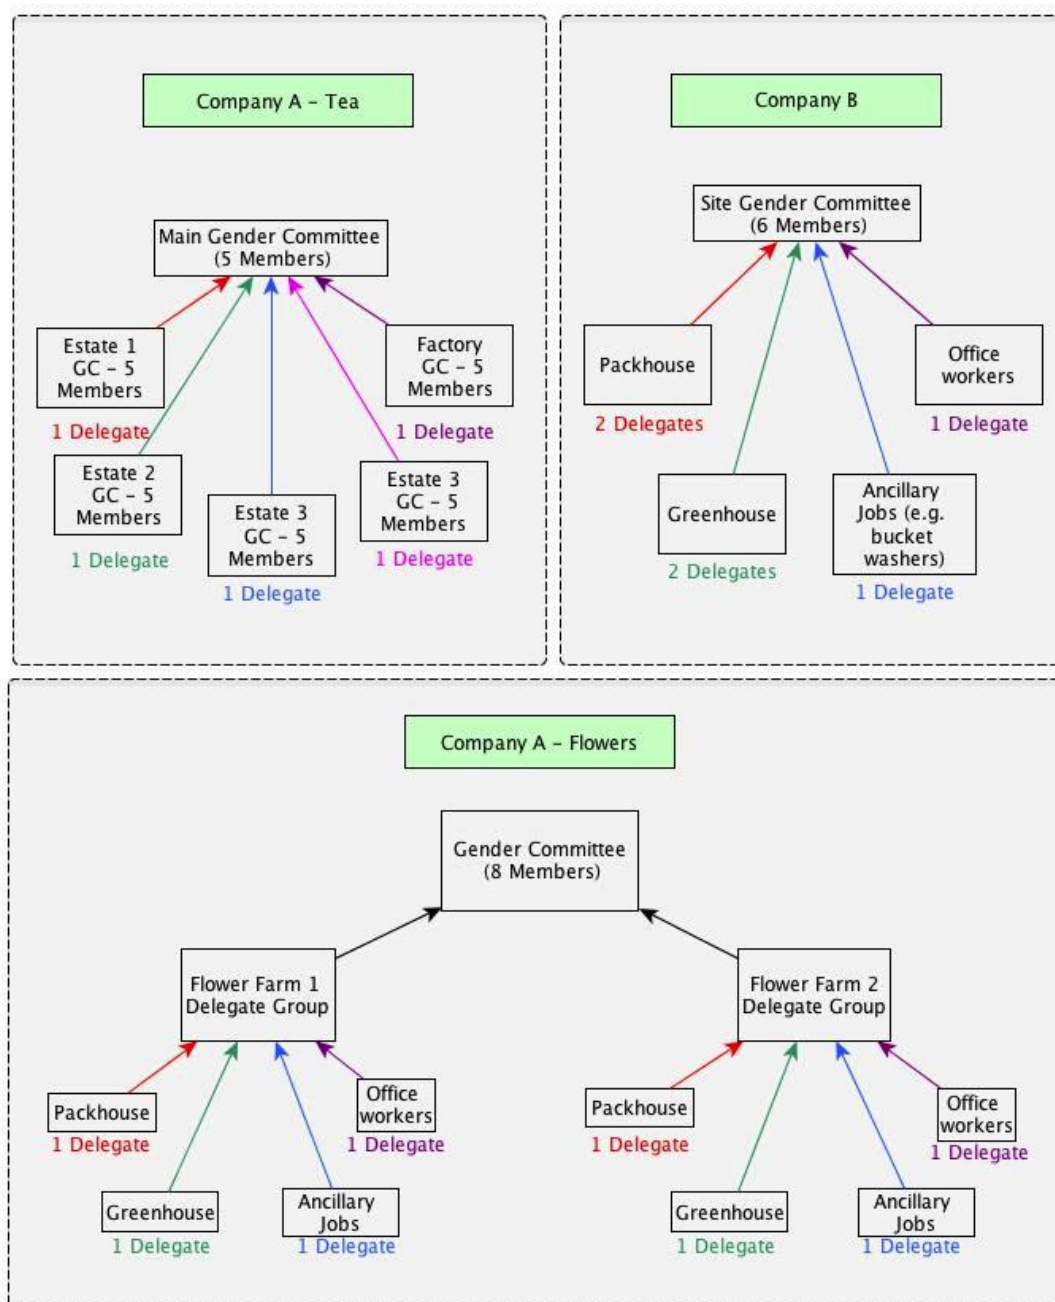 Company A – Tea
Main Gender Committee
(5 Members)
Estate 1
GC – 5
Members
1 Delegate
Factory
GC – 5
Members
1 Delegate
Estate 2
GC – 5
Members
1 Delegate
Estate 3
GC – 5
Members
1 Delegate
Estate 3
GC – 5
Members
1 Delegate
Company B
Site Gender Committee
(6 Members)
Packhouse
2 Delegates
Office
workers
1 Delegate
Greenhouse
2 Delegates
Ancillary
Jobs (e.g.
bucket
washers)
1 Delegate
Company A – Flowers
Gender Committee
(8 Members)
Flower Farm 1
Delegate Group
Packhouse
1 Delegate
Office
workers
1 Delegate
Greenhouse
1 Delegate
Ancillary
Jobs
1 Delegate
Flower Farm 2
Delegate Group
Packhouse
1 Delegate
Office
workers
1 Delegate
Greenhouse
1 Delegate
Ancillary
Jobs
1 Delegate